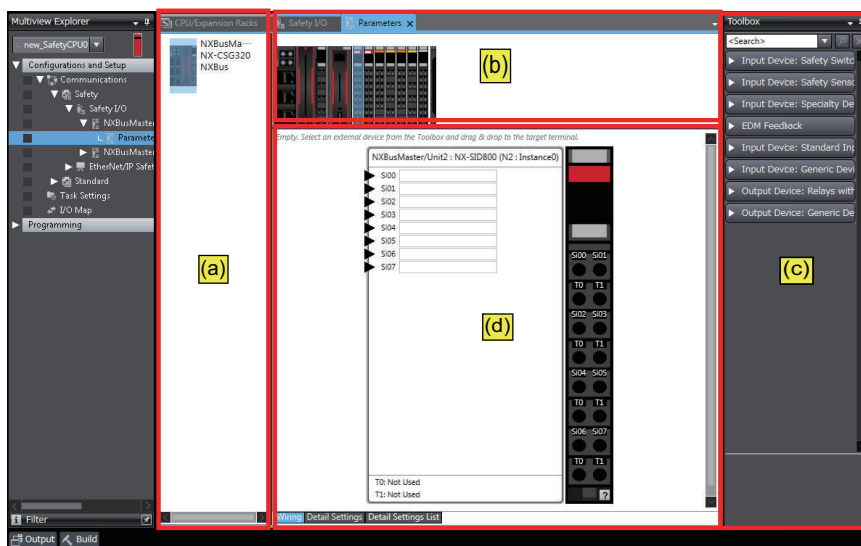 Multiview Explorer
new_SafetyCPU0
Configurations and Setup
Communications
Safety
Safety I/O
NXBusMaster
Paramete
NXBusMaster
EtherNet/IP Safet
Standard
Task Settings
I/O Map
Programming
Filter
Output
Build
CPU/Expansion Racks
NXBusMa···
NX-CSG320
NXBus
(a)
Safety I/O
Parameters
(b)
Empty. Select an external device from the Toolbox and drag & drop to the target terminal.
NXBusMaster/Unit2 : NX-SID800 (N2 : Instance0)
Si00
Si01
Si02
Si03
Si04
Si05
Si06
Si07
(d)
T0: Not Used
T1: Not Used
Si00 Si01
T0 T1
Si02 Si03
T0 T1
Si04 Si05
T0 T1
Si06 Si07
T0 T1
?
Wiring
Detail Settings
Detail Settings List
Toolbox
<Search>
Input Device: Safety Switc
Input Device: Safety Senso
Input Device: Specialty De
EDM Feedback
Input Device: Standard Inp
Input Device: Generic Devi
Output Device: Relays with
Output Device: Generic De
(c)